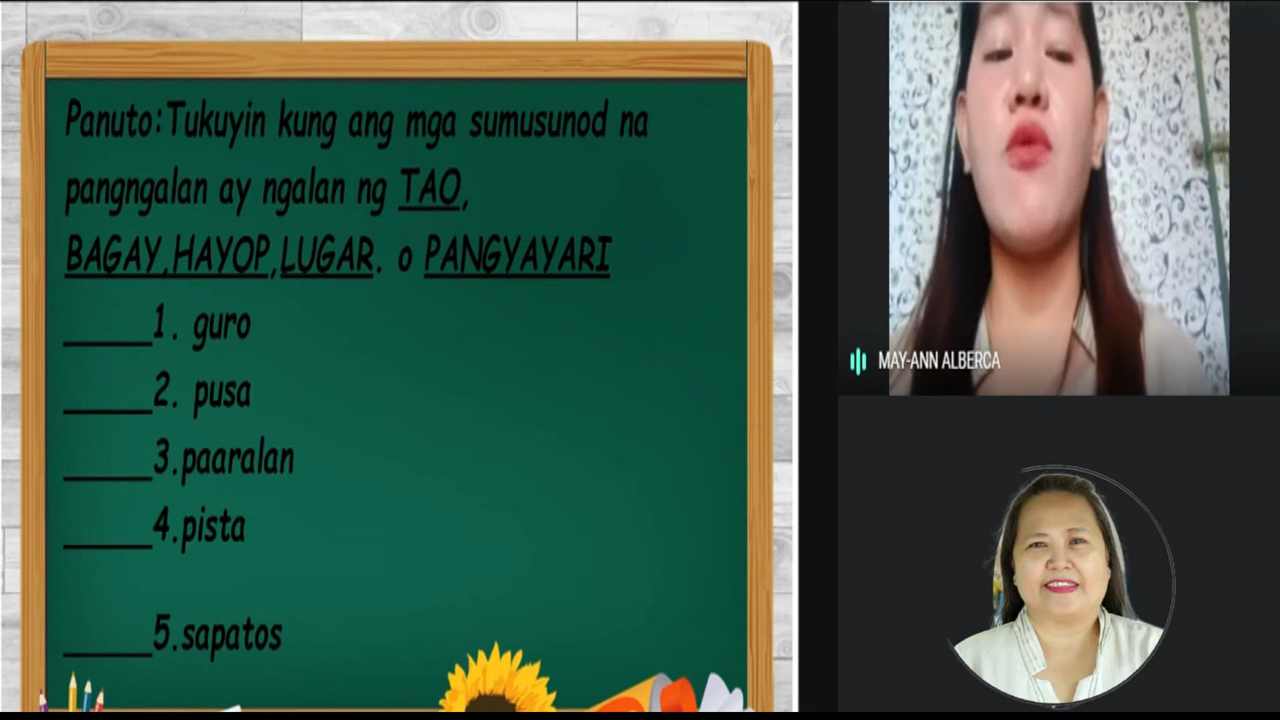 Panuto:Tukuyin kung ang mga sumusunod na
pangngalan ay ngalan ng TAO,
BAGAY,HAYOP,LUGAR. o PANGYAYARI
_____1. guro
_____2. pusa
_____3.paaralan
_____4.pista
_____5.sapatos
MAY-ANN ALBERCA